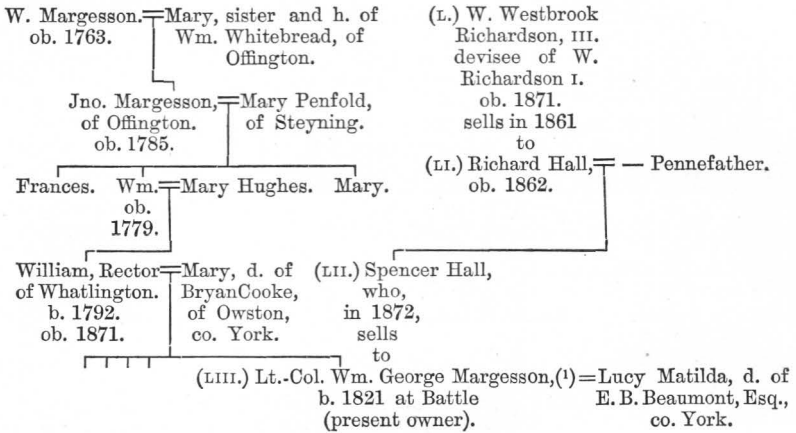 W. Margesson.=Mary, sister and h. of
ob. 1763. Wm. Whitebread, of
Offington.
Jno. Margesson,=Mary Penfold,
of Offington. of Steyning.
ob. 1785.
Frances. Wm.=Mary Hughes. Mary.
ob.
1779.
William, Rector=Mary, d. of
of Whatlington. BryanCooke,
b. 1792. of Owston,
ob. 1871. co. York.
(L.) W. Westbrook
Richardson, III.
devisee of W.
Richardson I.
ob. 1871.
sells in 1861
to
(LI.) Richard Hall,= — Pennefather.
ob. 1862.
(LII.) Spencer Hall,
who,
in 1872,
sells
to
(LIII.) Lt.-Col. Wm. George Margesson,(¹)=Lucy Matilda, d. of
b. 1821 at Battle E. B. Beaumont, Esq.,
(present owner). co. York.